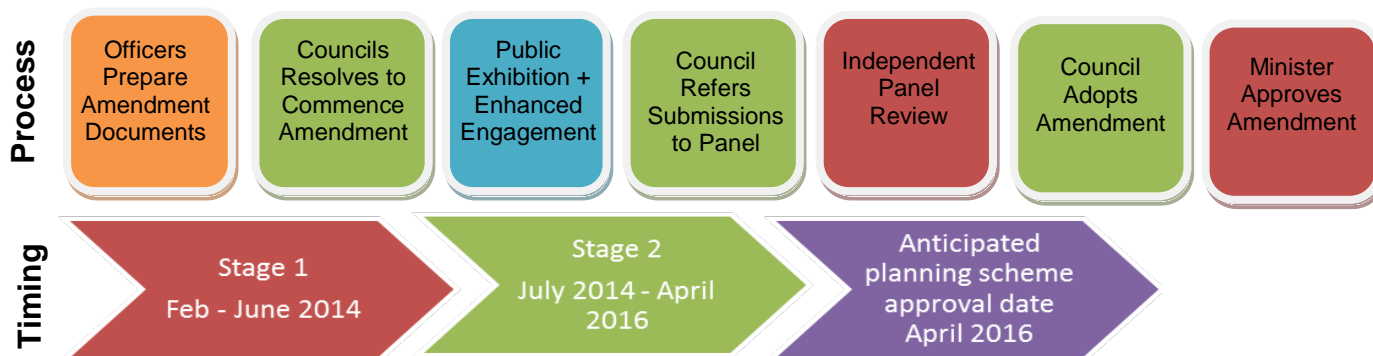 Process
Officers
Prepare
Amendment
Documents
Councils
Resolves to
Commence
Amendment
Public
Exhibition +
Enhanced
Engagement
Council
Refers
Submissions
to Panel
Independent
Panel
Review
Council
Adopts
Amendment
Minister
Approves
Amendment
Timing
Stage 1
Feb - June 2014
Stage 2
July 2014 - April
2016
Anticipated
planning scheme
approval date
April 2016